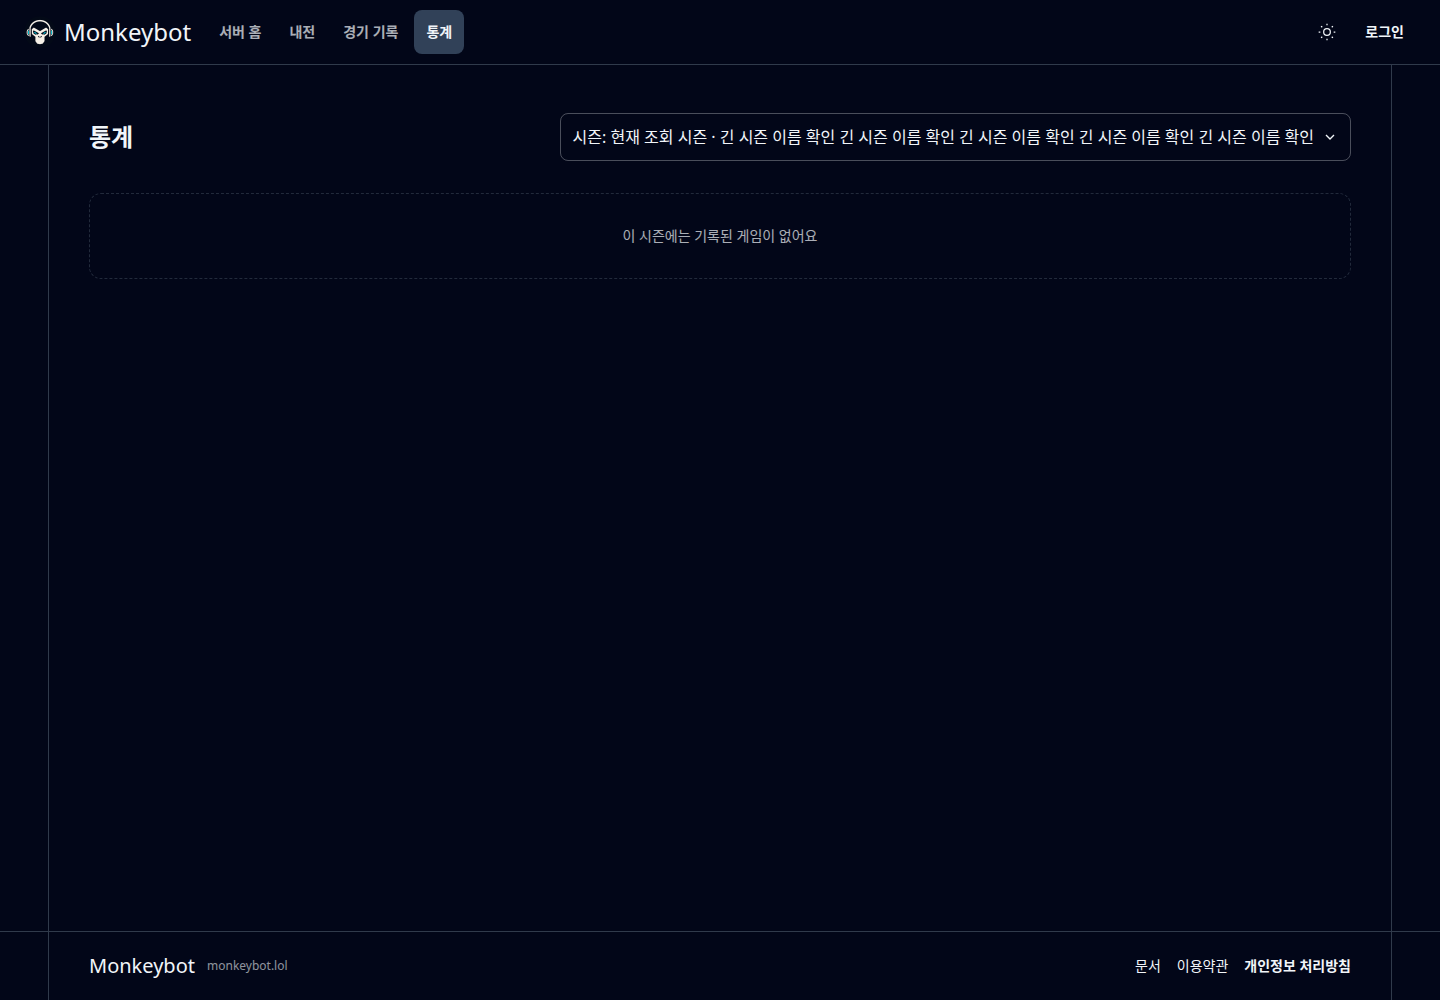 Monkeybot 서버 홈 내전 경기 기록 통계 로그인
통계 시즌: 현재 조회 시즌 · 긴 시즌 이름 확인 긴 시즌 이름 확인 긴 시즌 이름 확인 긴 시즌 이름 확인 긴 시즌 이름 확인
이 시즌에는 기록된 게임이 없어요
Monkeybot monkeybot.lol 문서 이용약관 개인정보 처리방침